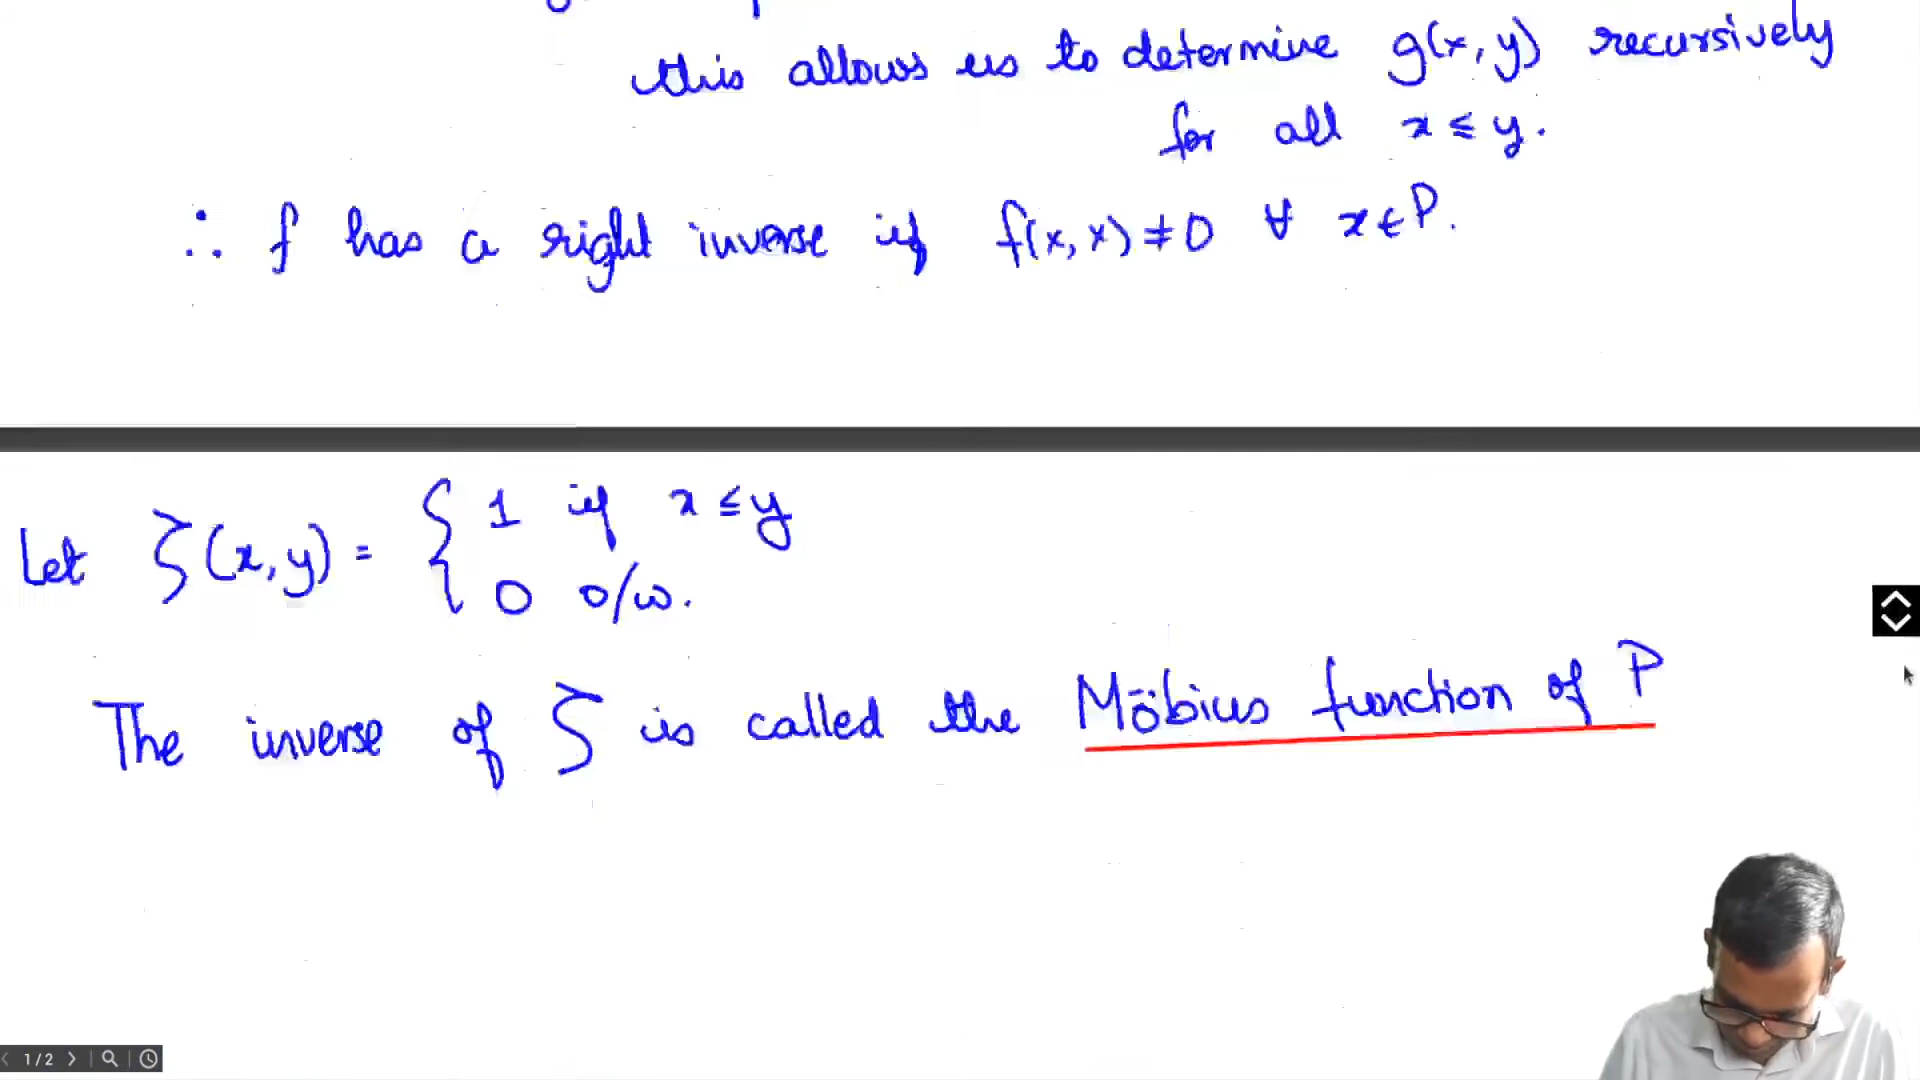 this allows us to determine g(x, y) recursively
for all x ≤ y.
∴ f has a right inverse if f(x, x) ≠ 0 ∀ x ∈ P.
Let ζ(x, y) = { 1 if x ≤ y
0 o/w.
The inverse of ζ is called the Möbius function of P
1/2